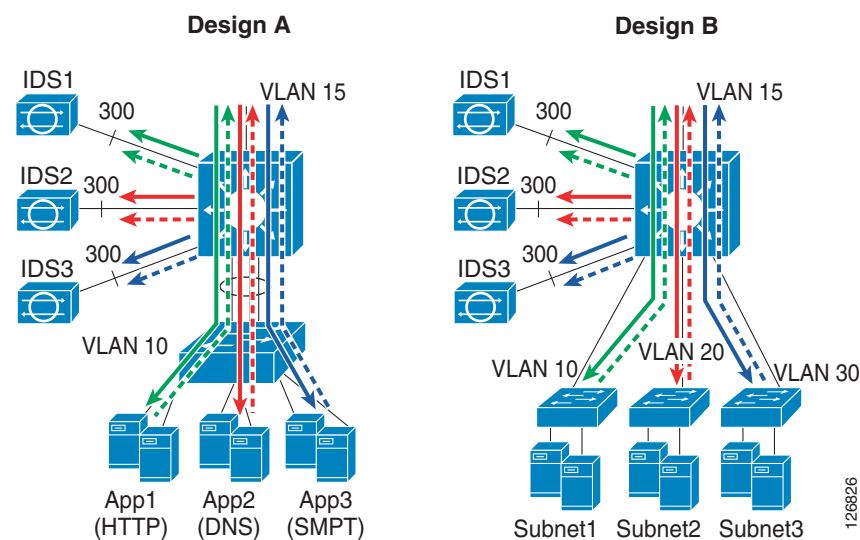 Design A
IDS1
300
VLAN 15
IDS2
300
IDS3
300
VLAN 10
App1
(HTTP)
App2
(DNS)
App3
(SMPT)
Design B
IDS1
300
VLAN 15
IDS2
300
IDS3
300
VLAN 10
VLAN 20
VLAN 30
Subnet1
Subnet2
Subnet3
126826